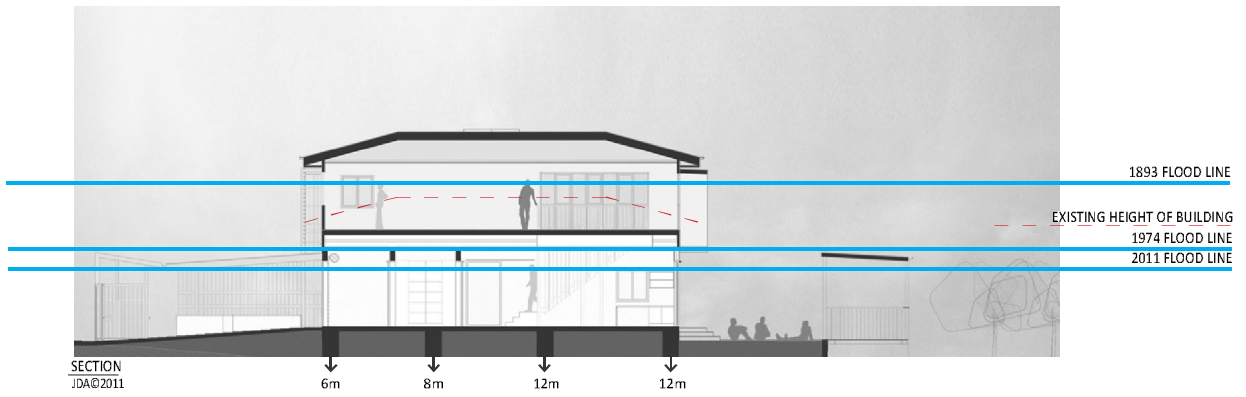 1893 FLOOD LINE
EXISTING HEIGHT OF BUILDING
1974 FLOOD LINE
2011 FLOOD LINE
SECTION
JDA©2011
6m
8m
12m
12m